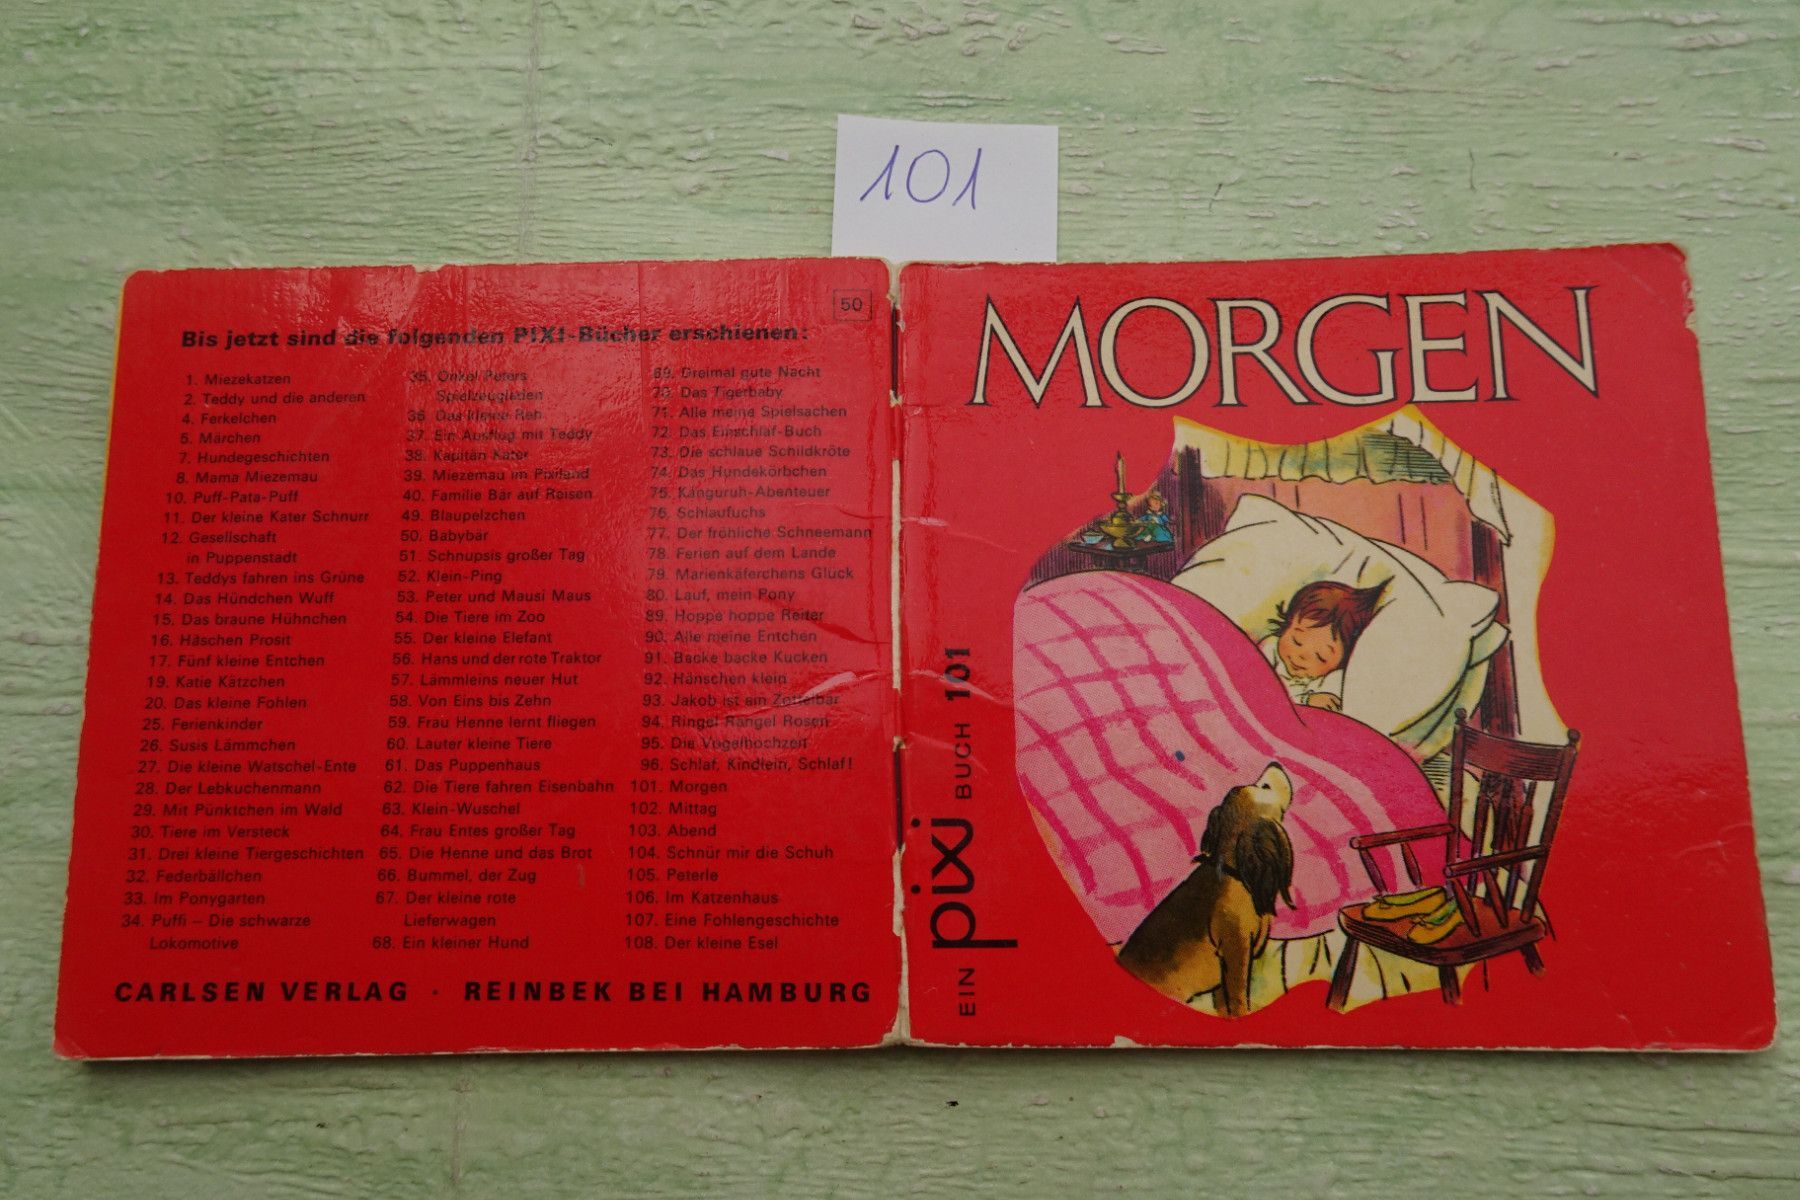 101
50
Bis jetzt sind die folgenden PIXI-Bücher erschienen:
1. Miezekatzen
2. Teddy und die anderen
4. Ferkelchen
5. Märchen
7. Hundegeschichten
8. Mama Miezemau
10. Puff-Pata-Puff
11. Der kleine Kater Schnurr
12. Gesellschaft
in Puppenstadt
13. Teddys fahren ins Grüne
14. Das Hündchen Wuff
15. Das braune Hühnchen
16. Häschen Prosit
17. Fünf kleine Entchen
19. Katie Kätzchen
20. Das kleine Fohlen
25. Ferienkinder
26. Susis Lämmchen
27. Die kleine Watschel-Ente
28. Der Lebkuchenmann
29. Mit Pünktchen im Wald
30. Tiere im Versteck
31. Drei kleine Tiergeschichten
32. Federbällchen
33. Im Ponygarten
34. Puffi – Die schwarze
Lokomotive
35. Onkel Peters
Spielzeugladen
36. Das kleine Reh
37. Ein Ausflug mit Teddy
38. Kapitän Kater
39. Miezemau im Pixiland
40. Familie Bär auf Reisen
49. Blaupelzchen
50. Babybär
51. Schnupsis großer Tag
52. Klein-Ping
53. Peter und Mausi Maus
54. Die Tiere im Zoo
55. Der kleine Elefant
56. Hans und der rote Traktor
57. Lämmleins neuer Hut
58. Von Eins bis Zehn
59. Frau Henne lernt fliegen
60. Lauter kleine Tiere
61. Das Puppenhaus
62. Die Tiere fahren Eisenbahn
63. Klein-Wuschel
64. Frau Entes großer Tag
65. Die Henne und das Brot
66. Bummel, der Zug
67. Der kleine rote
Lieferwagen
68. Ein kleiner Hund
69. Dreimal gute Nacht
70. Das Tigerbaby
71. Alle meine Spielsachen
72. Das Einschlaf-Buch
73. Die schlaue Schildkröte
74. Das Hundekörbchen
75. Känguruh-Abenteuer
76. Schlaufuchs
77. Der fröhliche Schneemann
78. Ferien auf dem Lande
79. Marienkäferchens Glück
80. Lauf, mein Pony
89. Hoppe hoppe Reiter
90. Alle meine Entchen
91. Backe backe Kucken
92. Hänschen klein
93. Jakob ist ein Zottelbär
94. Ringel Rangel Rosen
95. Die Vogelhochzeit
96. Schlaf, Kindlein, Schlaf!
101. Morgen
102. Mittag
103. Abend
104. Schnür mir die Schuh
105. Peterle
106. Im Katzenhaus
107. Eine Fohlengeschichte
108. Der kleine Esel
CARLSEN VERLAG · REINBEK BEI HAMBURG
MORGEN
EIN pixi BUCH 101